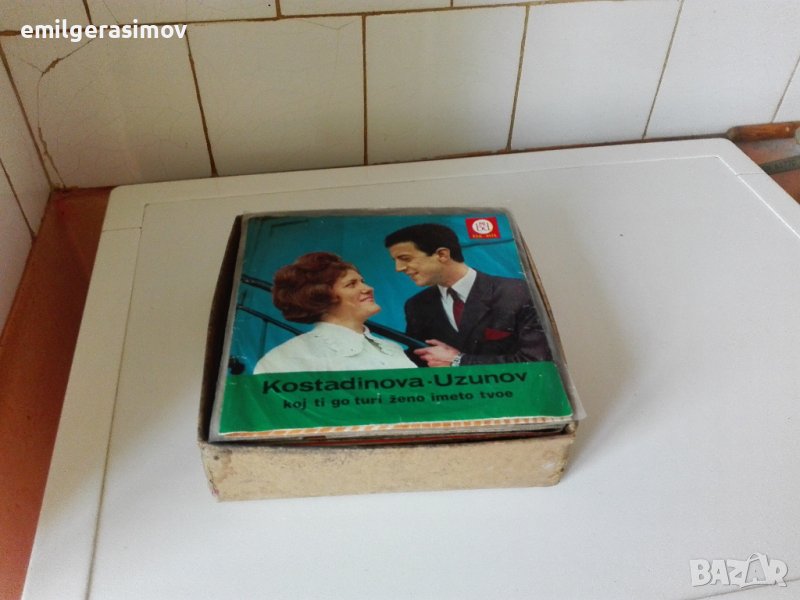 emilgerasimov
Kostadinova-Uzunov
koj ti go turi ženo imeto tvoe
BAZAR